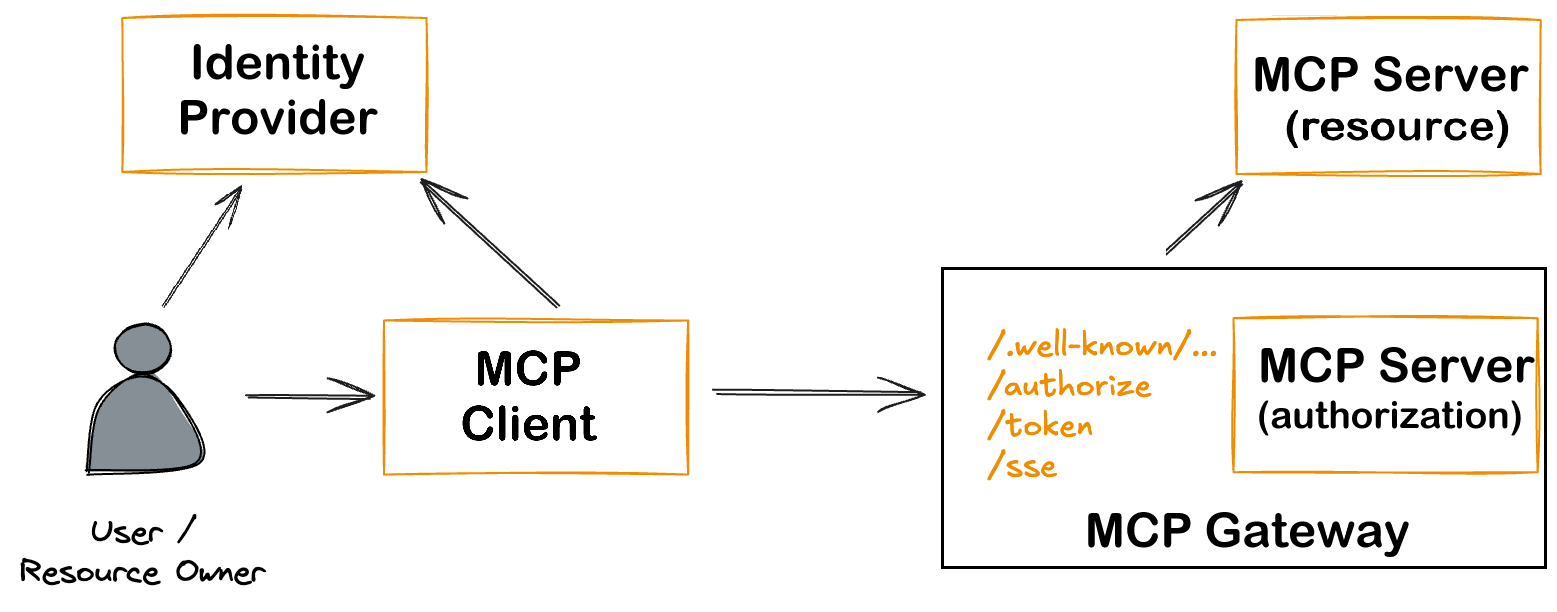 Identity
Provider
MCP Server
(resource)
MCP
Client
/.well-known/...
/authorize
/token
/sse
MCP Server
(authorization)
MCP Gateway
User /
Resource Owner